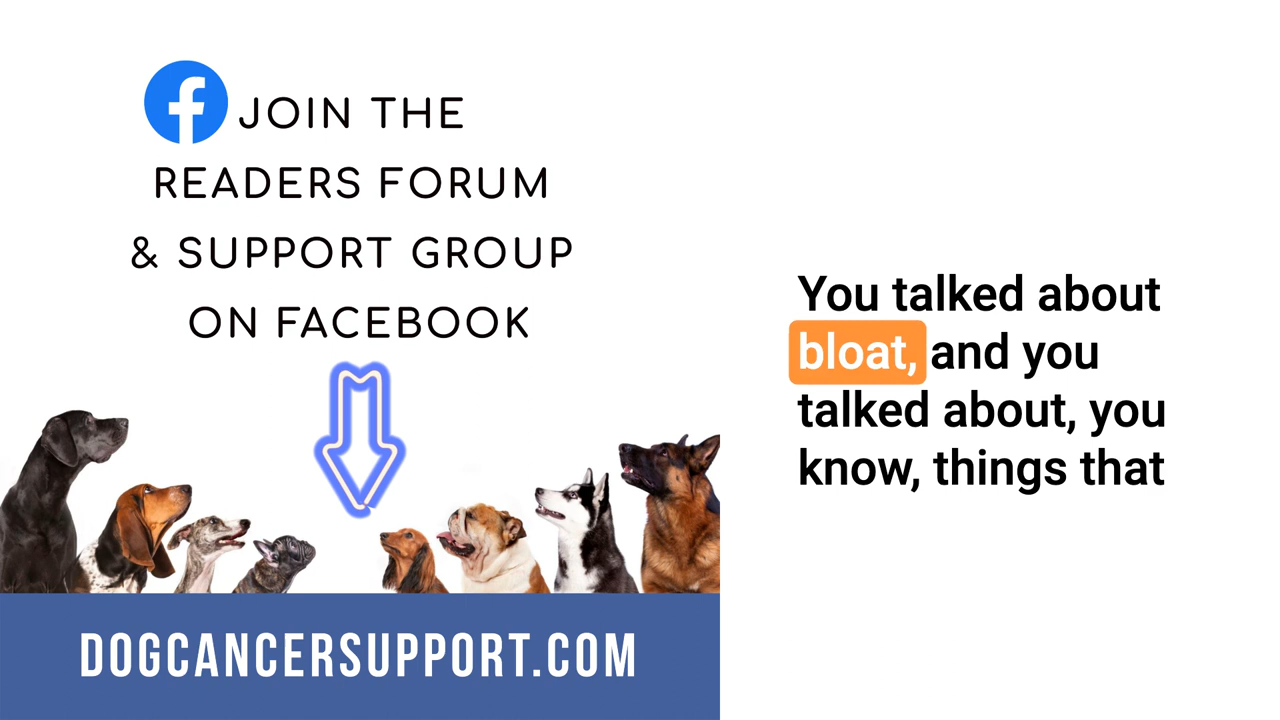 JOIN THE
READERS FORUM
& SUPPORT GROUP
ON FACEBOOK
DOGCANCERSUPPORT.COM
You talked about
bloat, and you
talked about, you
know, things that